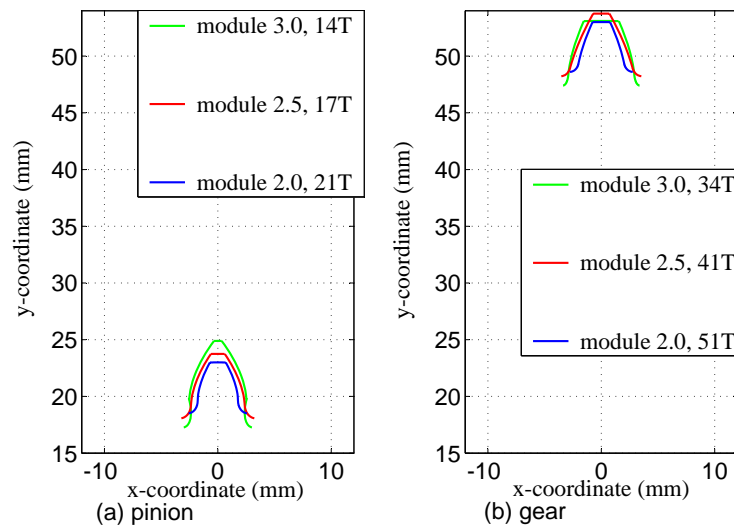 module 3.0, 14T
module 2.5, 17T
module 2.0, 21T
50
45
40
35
30
25
20
15
y-coordinate (mm)
-10
0
10
x-coordinate (mm)
(a) pinion
module 3.0, 34T
module 2.5, 41T
module 2.0, 51T
50
45
40
35
30
25
20
15
y-coordinate (mm)
-10
0
10
x-coordinate (mm)
(b) gear